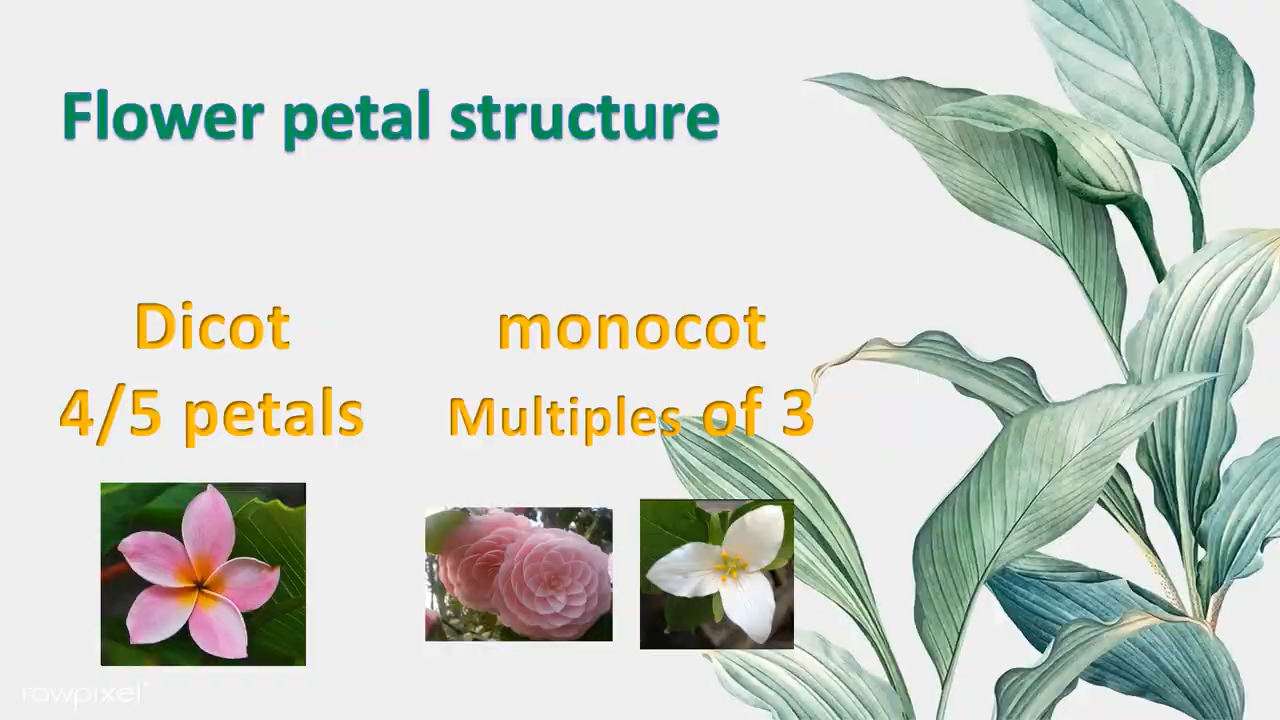 Flower petal structure
Dicot
4/5 petals
monocot
Multiples of 3
rawpixel